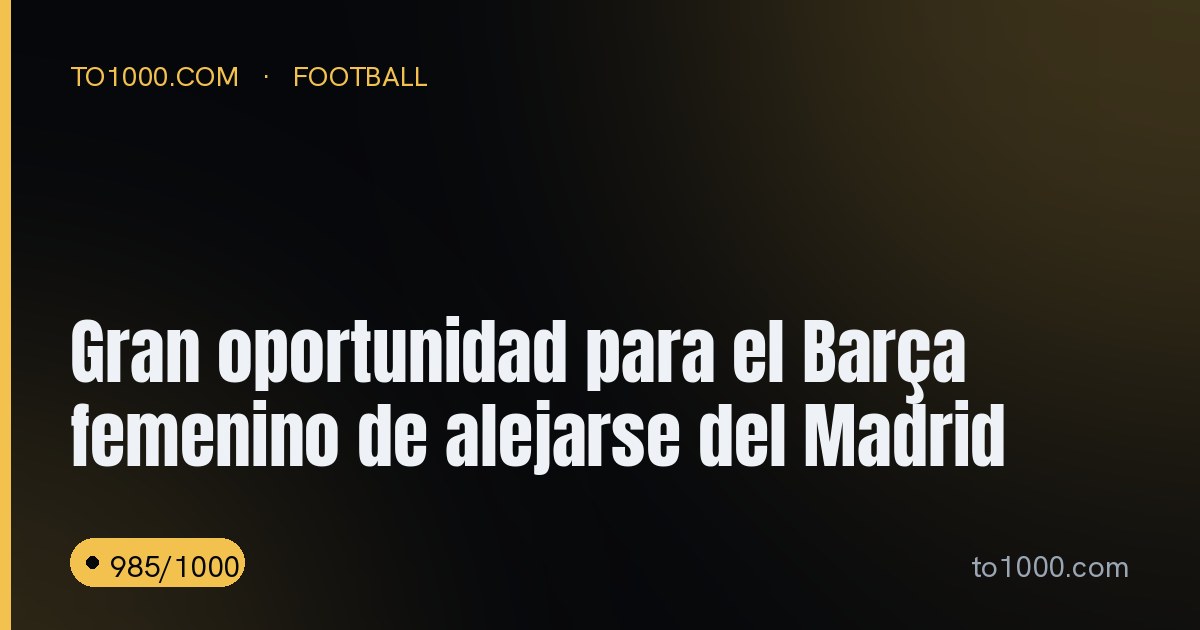 TO1000.COM · FOOTBALL
Gran oportunidad para el Barça
femenino de alejarse del Madrid
985/1000
to1000.com